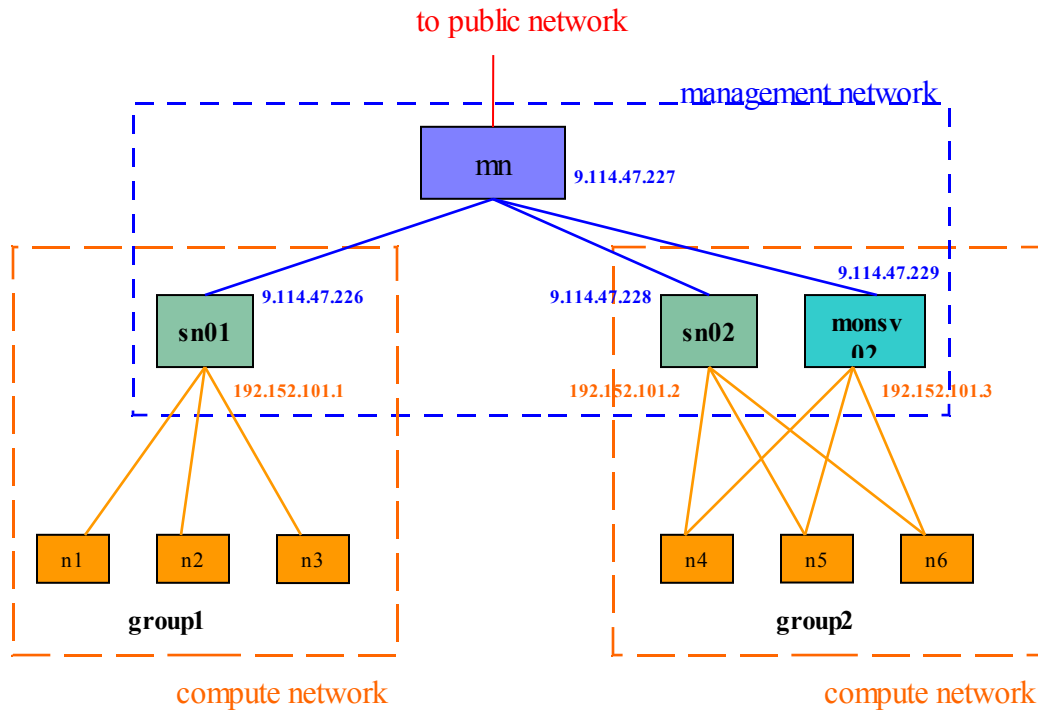 to public network
management network
mn
9.114.47.227
9.114.47.229
9.114.47.226
9.114.47.228
sn01
sn02
monsv
02
192.152.101.1
192.152.101.2
192.152.101.3
n1
n2
n3
n4
n5
n6
group1
group2
compute network
compute network